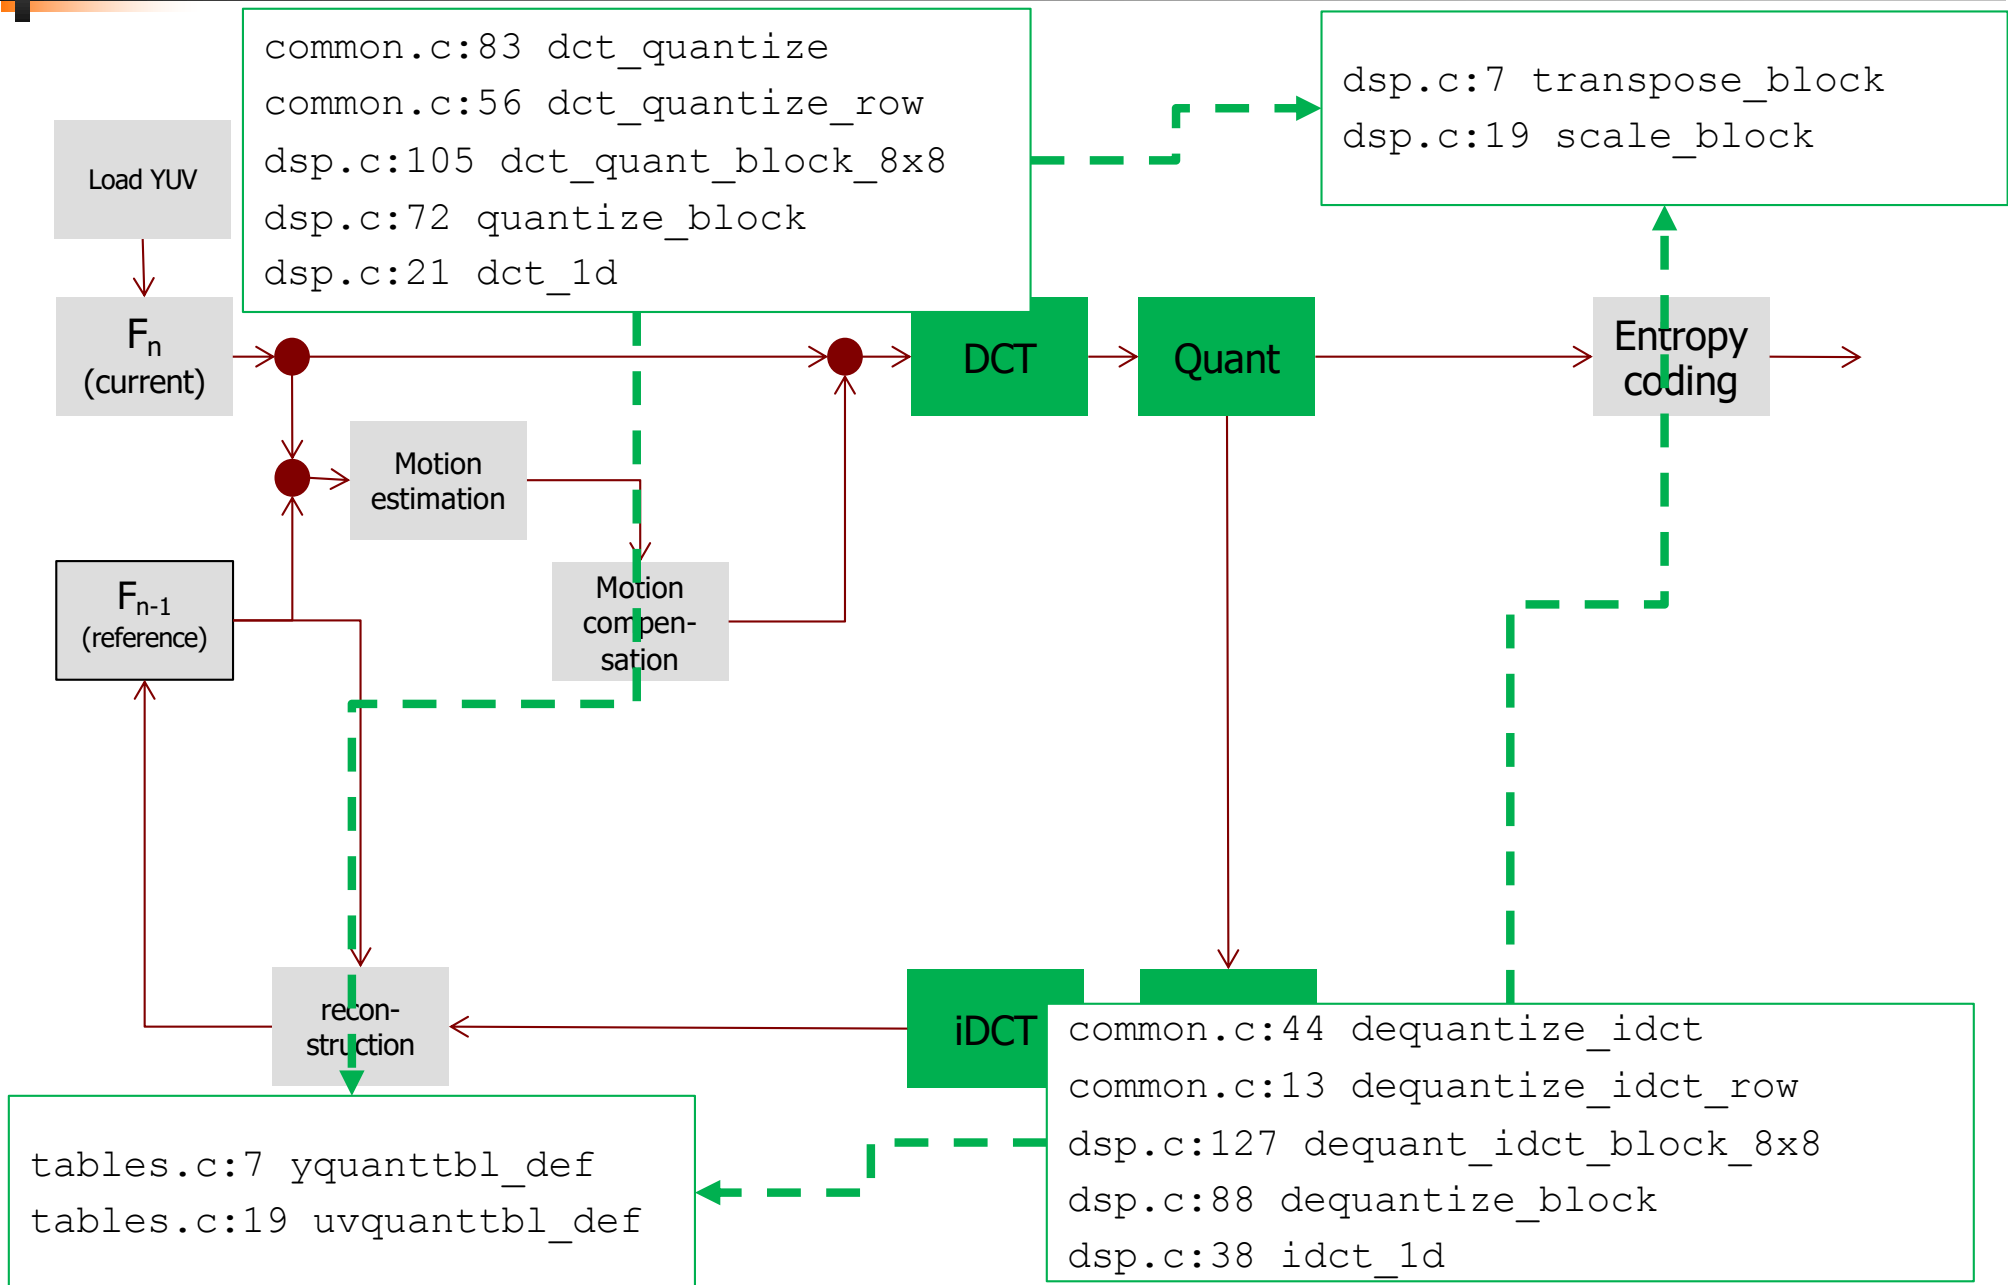 common.c:83 dct_quantize
common.c:56 dct_quantize_row
dsp.c:105 dct_quant_block_8x8
dsp.c:72 quantize_block
dsp.c:21 dct_1d
dsp.c:7 transpose_block
dsp.c:19 scale_block
Load YUV
Fn
(current)
DCT
Quant
Entropy
coding
Motion
estimation
Fn-1
(reference)
Motion
compen-
sation
recon-
struction
iDCT
common.c:44 dequantize_idct
common.c:13 dequantize_idct_row
dsp.c:127 dequant_idct_block_8x8
dsp.c:88 dequantize_block
dsp.c:38 idct_1d
tables.c:7 yquanttbl_def
tables.c:19 uvquanttbl_def